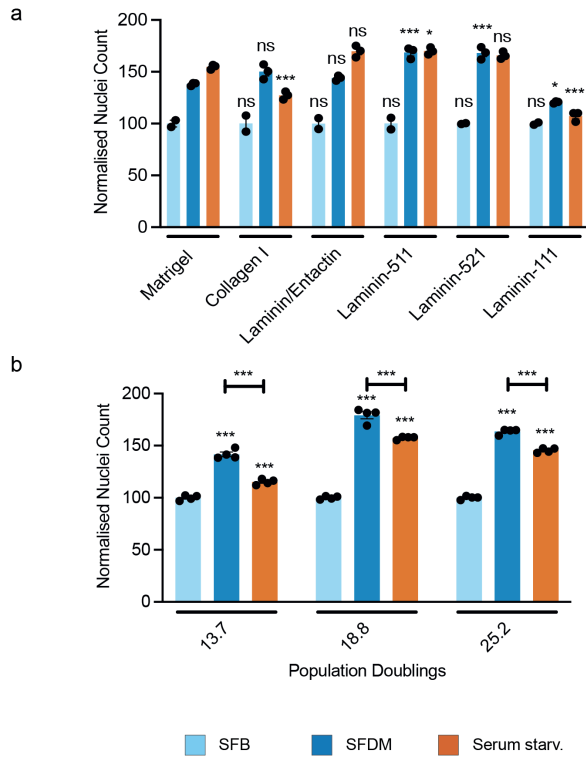 a
Normalised Nuclei Count
200
150
100
50
0
ns ns *** ns ns ns ns *** * ns *** ns ns * ***
Matrigel
Collagen I
Laminin/Entactin
Laminin-511
Laminin-521
Laminin-111
b
Normalised Nuclei Count
200
150
100
50
0
*** *** ***
*** *** *** *** *** ***
13.7
18.8
25.2
Population Doublings
SFB
SFDM
Serum starv.